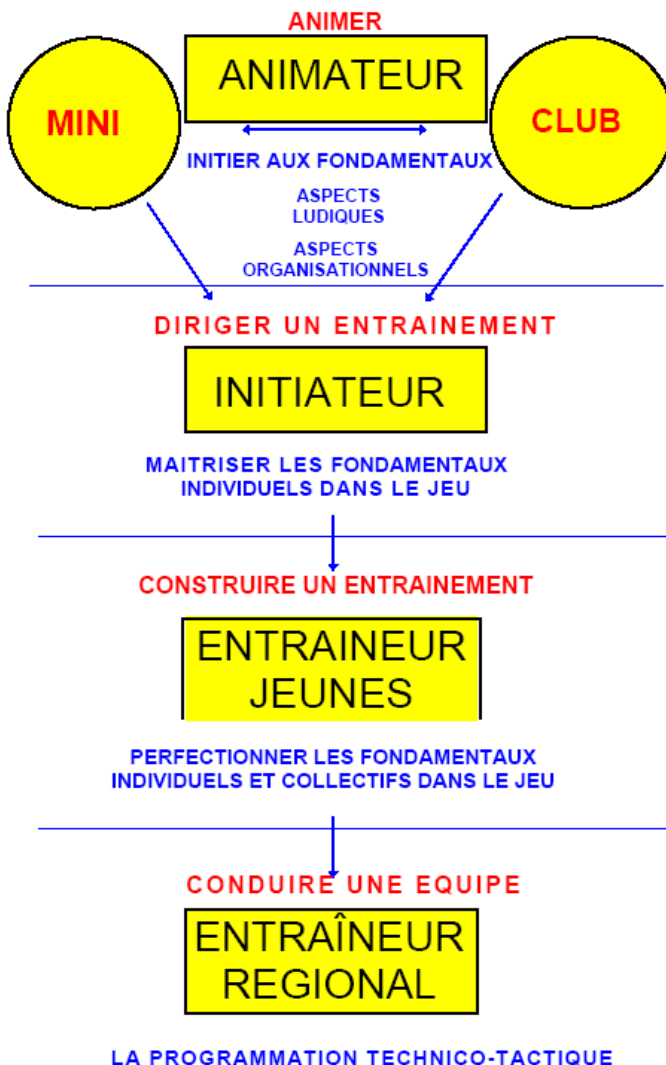 ANIMER
ANIMATEUR
MINI
CLUB
INITIER AUX FONDAMENTAUX
ASPECTS
LUDIQUES
ASPECTS
ORGANISATIONNELS
DIRIGER UN ENTRAINEMENT
INITIATEUR
MAITRISER LES FONDAMENTAUX
INDIVIDUELS DANS LE JEU
CONSTRUIRE UN ENTRAINEMENT
ENTRAINEUR
JEUNES
PERFECTIONNER LES FONDAMENTAUX
INDIVIDUELS ET COLLECTIFS DANS LE JEU
CONDUIRE UNE EQUIPE
ENTRAÎNEUR
REGIONAL
LA PROGRAMMATION TECHNICO-TACTIQUE